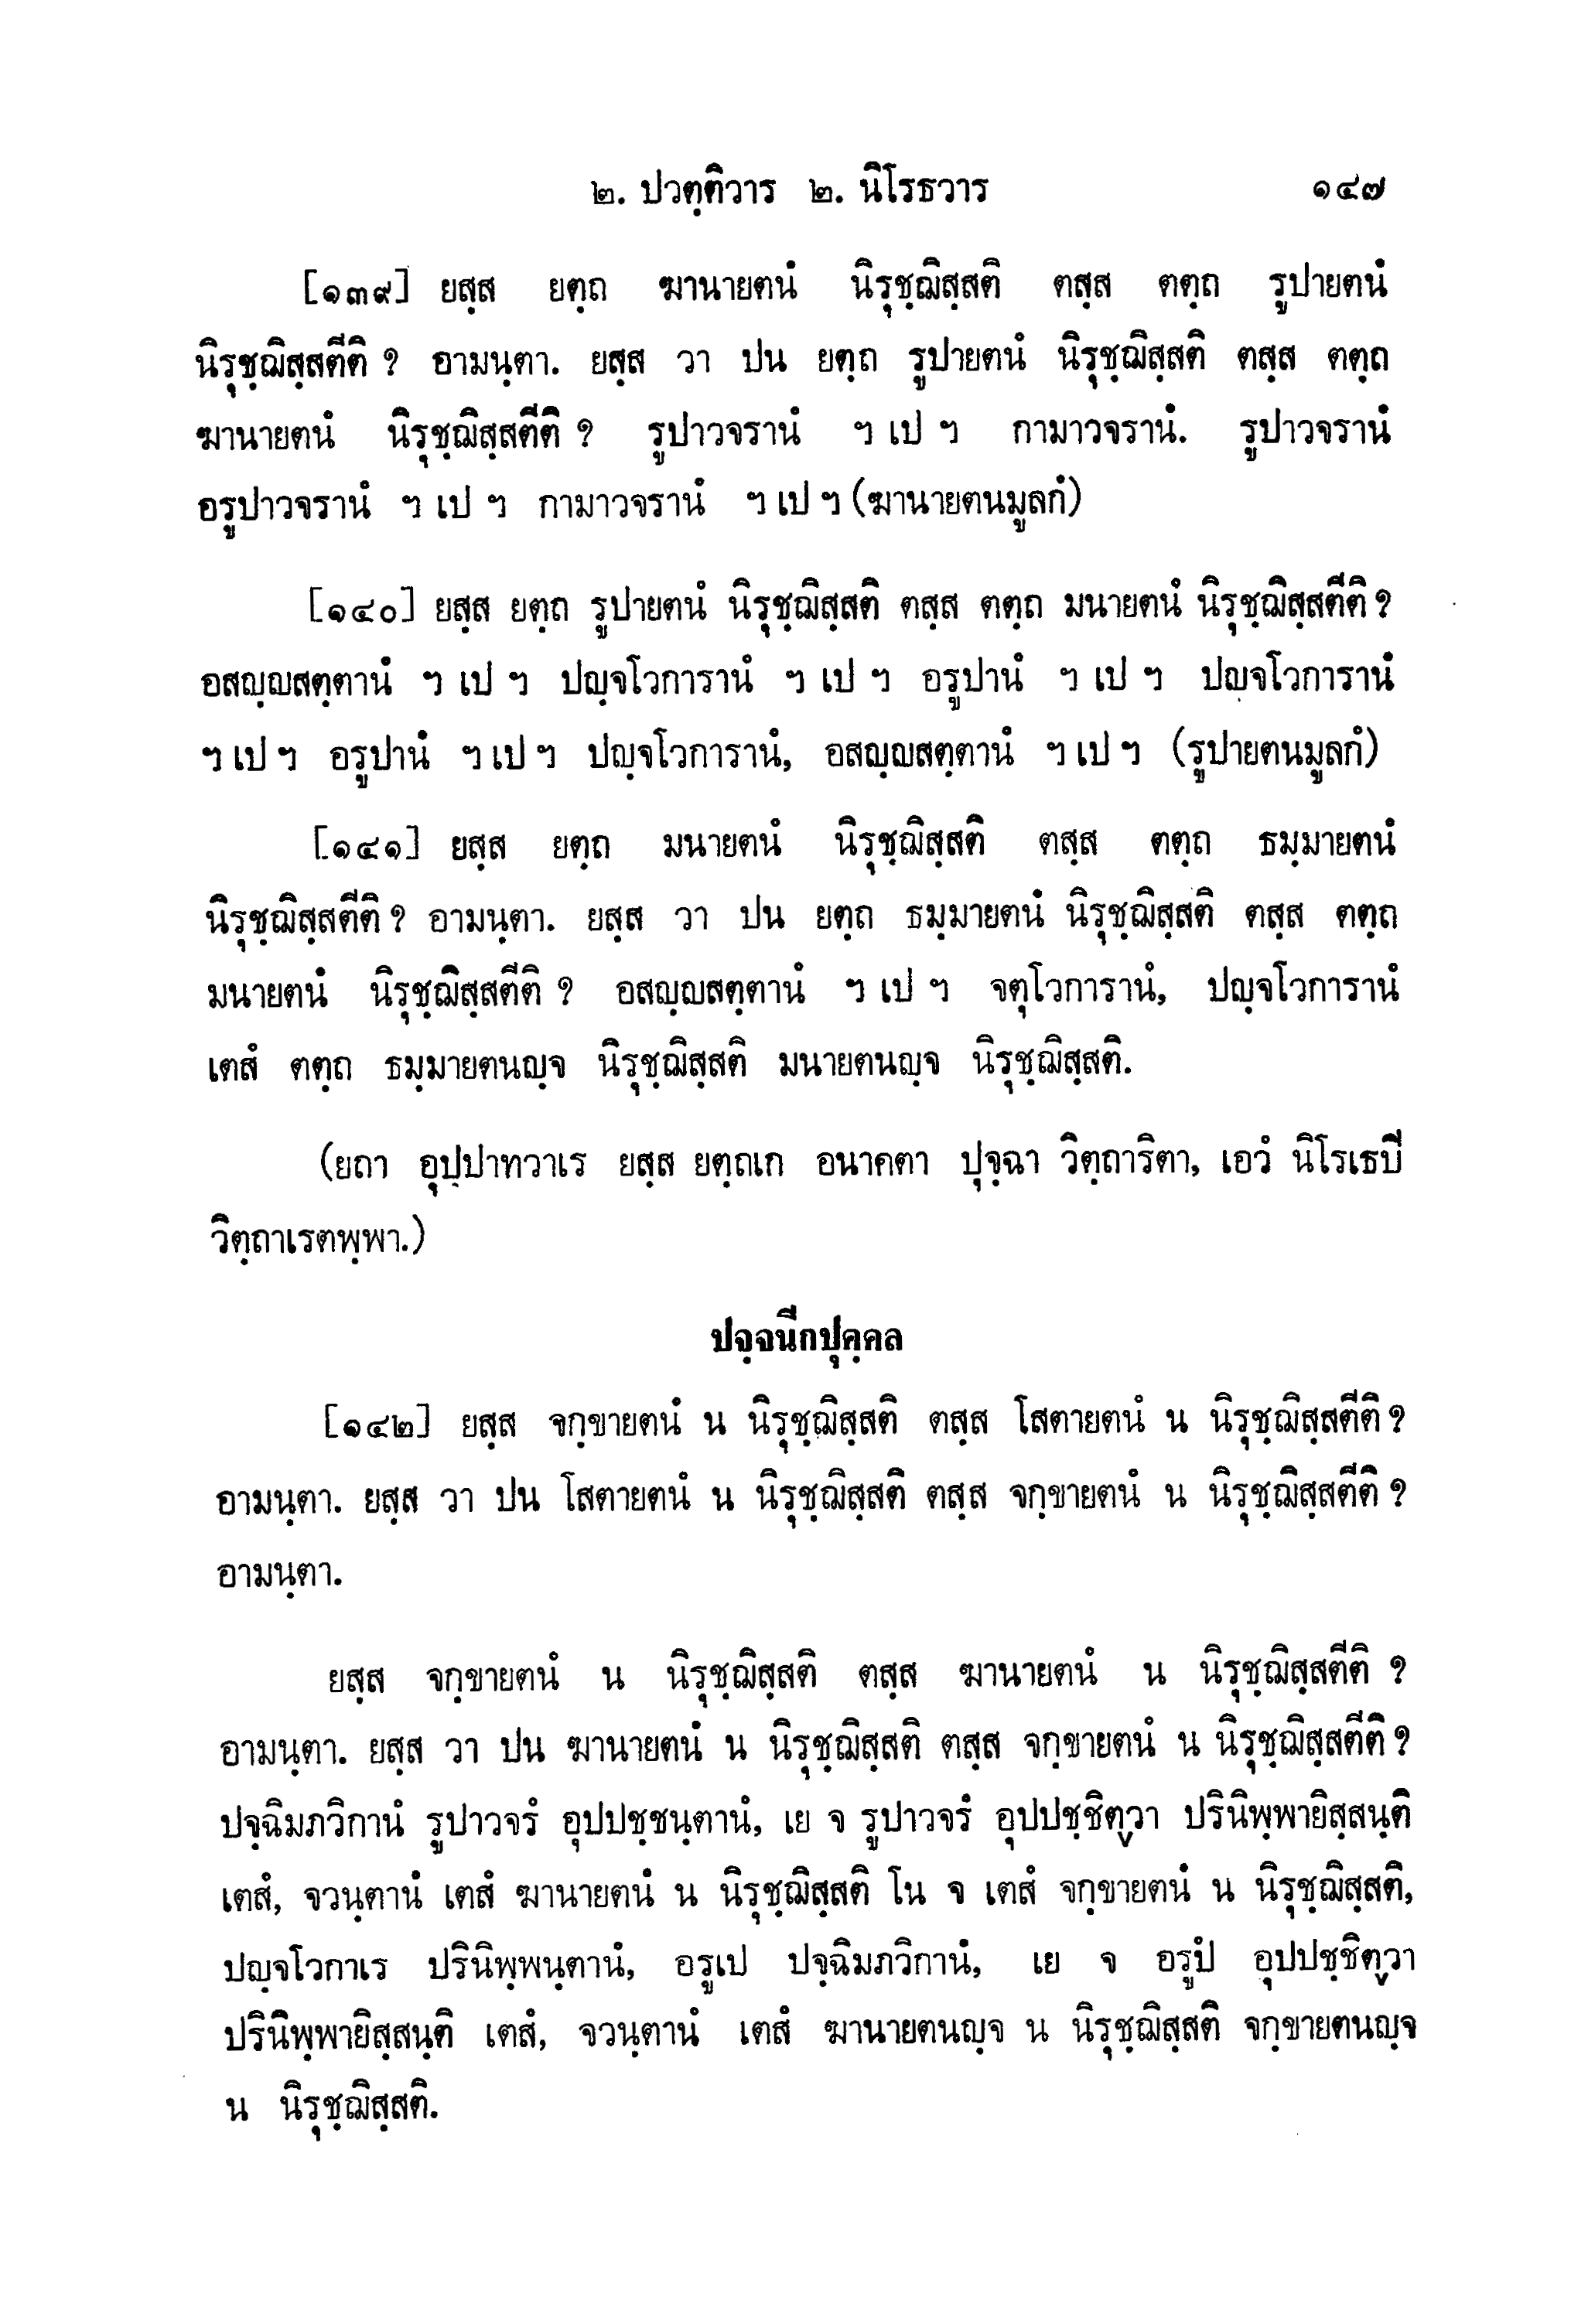 ๒. ปวตฺติวาร ๒. นิโรธวาร ๑๔๗
[๑๓๙] ยสฺส ยตฺถ ฆานายตนํ นิรุชฺฌิสฺสติ ตสฺส ตตฺถ รูปายตนํ
นิรุชฺฌิสฺสตีติ ? อามนฺตา. ยสฺส วา ปน ยตฺถ รูปายตนํ นิรุชฺฌิสฺสติ ตสฺส ตตฺถ
ฆานายตนํ นิรุชฺฌิสฺสตีติ ? รูปาวจรานํ ฯ เป ฯ กามาวจรานํ. รูปาวจรานํ
อรูปาวจรานํ ฯ เป ฯ กามาวจรานํ ฯ เป ฯ (ฆานายตนมูลกํ)
[๑๔๐] ยสฺส ยตฺถ รูปายตนํ นิรุชฺฌิสฺสติ ตสฺส ตตฺถ มนายตนํ นิรุชฺฌิสฺสตีติ ?
อสญฺญสตฺตานํ ฯ เป ฯ ปญฺจโวการานํ ฯ เป ฯ อรูปานํ ฯ เป ฯ ปญฺจโวการานํ
ฯ เป ฯ อรูปานํ ฯ เป ฯ ปญฺจโวการานํ, อสญฺญสตฺตานํ ฯ เป ฯ (รูปายตนมูลกํ)
[๑๔๑] ยสฺส ยตฺถ มนายตนํ นิรุชฺฌิสฺสติ ตสฺส ตตฺถ ธมฺมายตนํ
นิรุชฺฌิสฺสตีติ ? อามนฺตา. ยสฺส วา ปน ยตฺถ ธมฺมายตนํ นิรุชฺฌิสฺสติ ตสฺส ตตฺถ
มนายตนํ นิรุชฺฌิสฺสตีติ ? อสญฺญสตฺตานํ ฯ เป ฯ จตุโวการานํ, ปญฺจโวการานํ
เตสํ ตตฺถ ธมฺมายตนญฺจ นิรุชฺฌิสฺสติ มนายตนญฺจ นิรุชฺฌิสฺสติ.
(ยถา อุปฺปาทวาเร ยสฺส ยตฺถเก อนาคตา ปุจฺฉา วิตฺถาริตา, เอวํ นิโรเธปี
วิตฺถาเรตพฺพา.)
ปจฺจนีกปุคฺคล
[๑๔๒] ยสฺส จกฺขายตนํ น นิรุชฺฌิสฺสติ ตสฺส โสตายตนํ น นิรุชฺฌิสฺสตีติ ?
อามนฺตา. ยสฺส วา ปน โสตายตนํ น นิรุชฺฌิสฺสติ ตสฺส จกฺขายตนํ น นิรุชฺฌิสฺสตีติ ?
อามนฺตา.
ยสฺส จกฺขายตนํ น นิรุชฺฌิสฺสติ ตสฺส ฆานายตนํ น นิรุชฺฌิสฺสตีติ ?
อามนฺตา. ยสฺส วา ปน ฆานายตนํ น นิรุชฺฌิสฺสติ ตสฺส จกฺขายตนํ น นิรุชฺฌิสฺสตีติ ?
ปจฺฉิมภวิกานํ รูปาวจรํ อุปปชฺชนฺตานํ, เย จ รูปาวจรํ อุปปชฺชิตฺวา ปรินิพฺพายิสฺสนฺติ
เตสํ, จวนฺตานํ เตสํ ฆานายตนํ น นิรุชฺฌิสฺสติ โน จ เตสํ จกฺขายตนํ น นิรุชฺฌิสฺสติ,
ปญฺจโวกาเร ปรินิพฺพนฺตานํ, อรูเป ปจฺฉิมภวิกานํ, เย จ อรูปํ อุปปชฺชิตฺวา
ปรินิพฺพายิสฺสนฺติ เตสํ, จวนฺตานํ เตสํ ฆานายตนญฺจ น นิรุชฺฌิสฺสติ จกฺขายตนญฺจ
น นิรุชฺฌิสฺสติ.